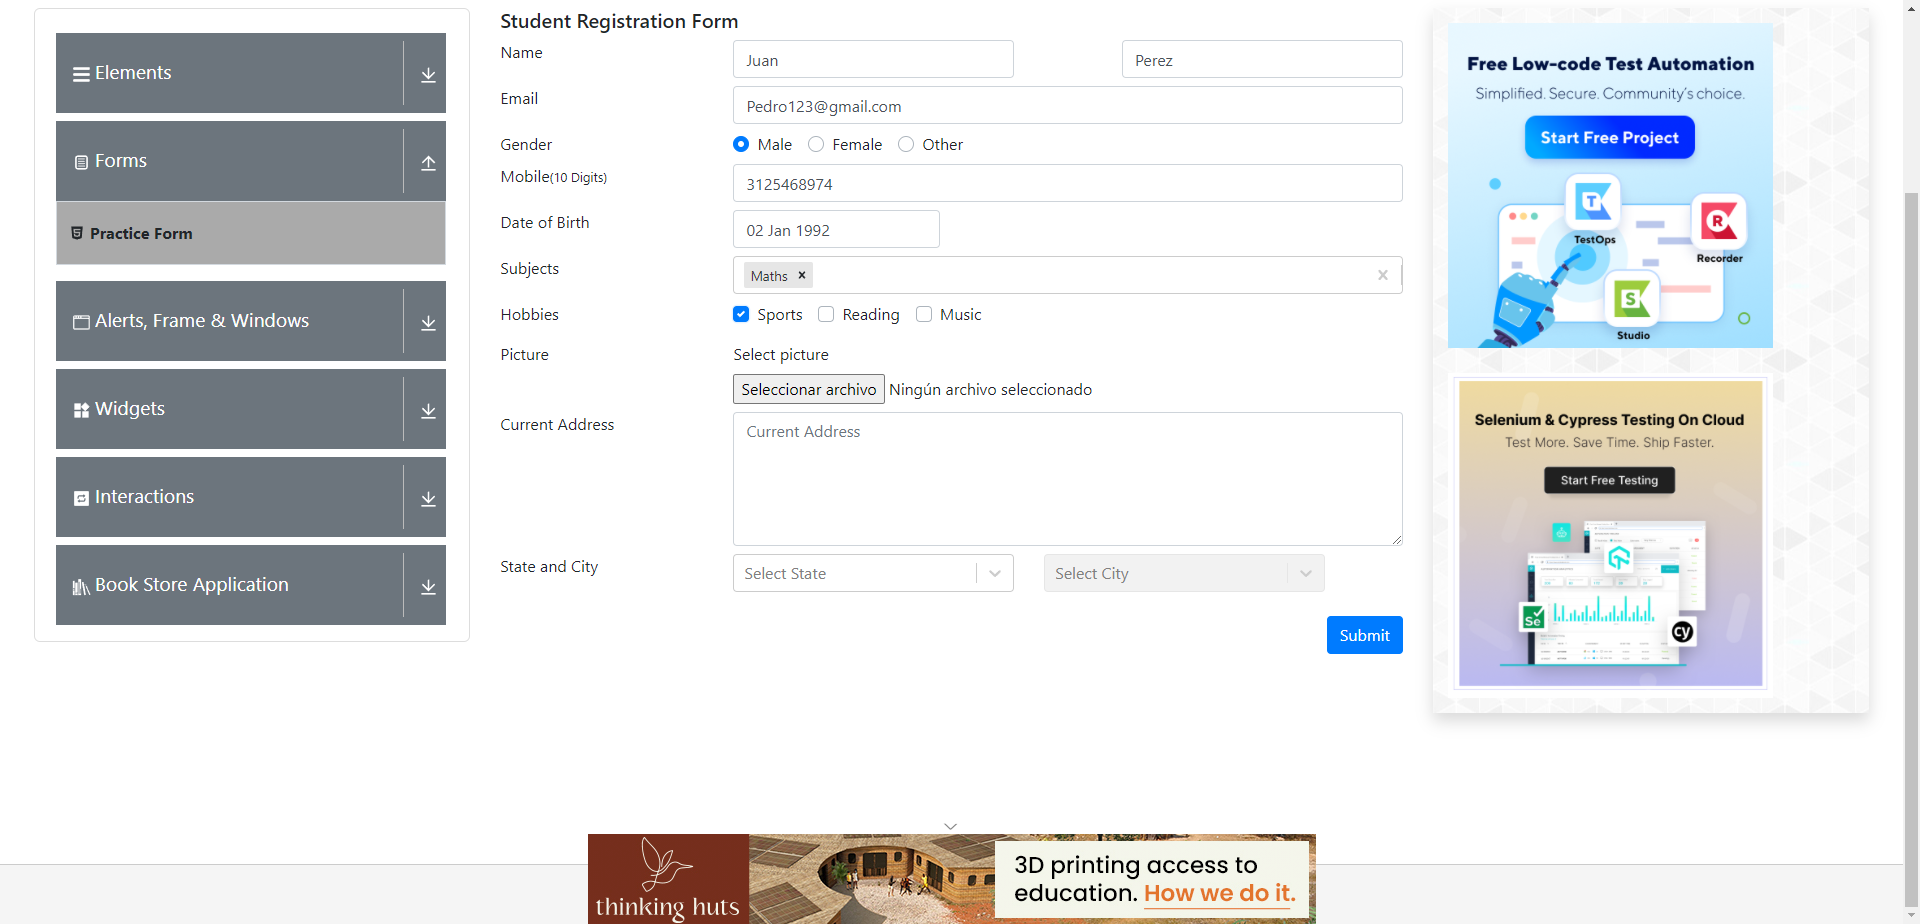 Elements
Forms
Practice Form
Alerts, Frame & Windows
Widgets
Interactions
Book Store Application
Student Registration Form
Name
Juan
Perez
Email
Pedro123@gmail.com
Gender
Male
Female
Other
Mobile(10 Digits)
3125468974
Date of Birth
02 Jan 1992
Subjects
Maths
Hobbies
Sports
Reading
Music
Picture
Select picture
Seleccionar archivo
Ningún archivo seleccionado
Current Address
Current Address
State and City
Select State
Select City
Submit
Free Low-code Test Automation
Simplified. Secure. Community’s choice.
Start Free Project
T
TestOps
R
Recorder
S
Studio
Selenium & Cypress Testing On Cloud
Test More. Save Time. Ship Faster.
Start Free Testing
Se
cy
thinking huts
3D printing access to
education. How we do it.